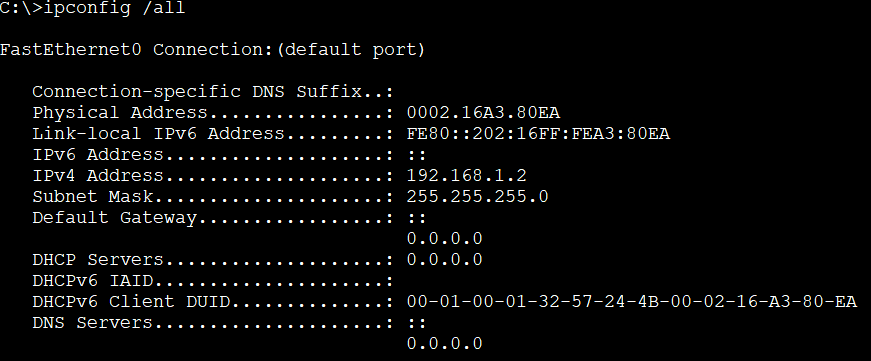 C:\>ipconfig /all
FastEthernet0 Connection:(default port)
Connection-specific DNS Suffix..:
Physical Address................: 0002.16A3.80EA
Link-local IPv6 Address.........: FE80::202:16FF:FEA3:80EA
IPv6 Address....................: ::
IPv4 Address....................: 192.168.1.2
Subnet Mask.....................: 255.255.255.0
Default Gateway.................: ::
0.0.0.0
DHCP Servers....................: 0.0.0.0
DHCPv6 IAID.....................:
DHCPv6 Client DUID..............: 00-01-00-01-32-57-24-4B-00-02-16-A3-80-EA
DNS Servers.....................: ::
0.0.0.0